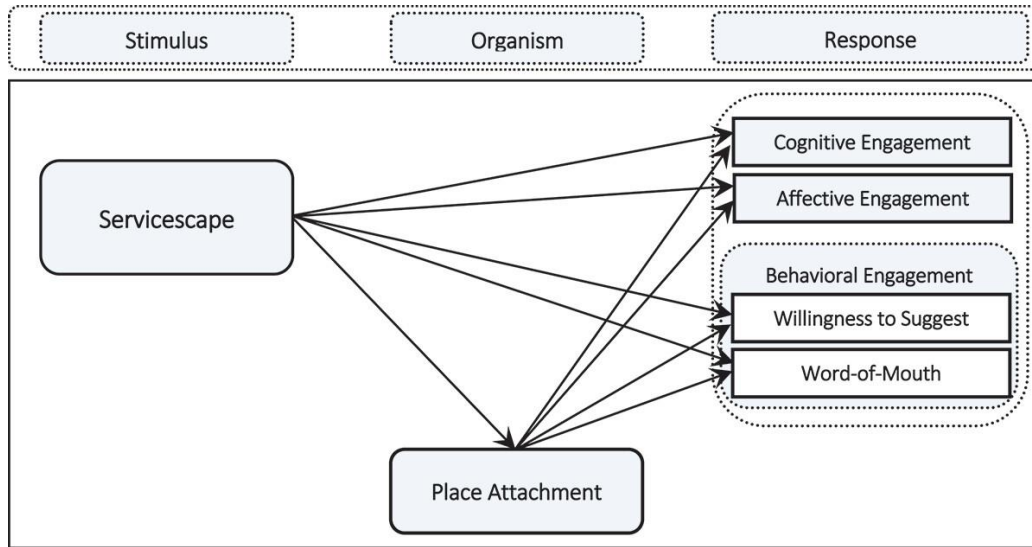 Stimulus
Organism
Response
Servicescape
Cognitive Engagement
Affective Engagement
Behavioral Engagement
Willingness to Suggest
Word-of-Mouth
Place Attachment